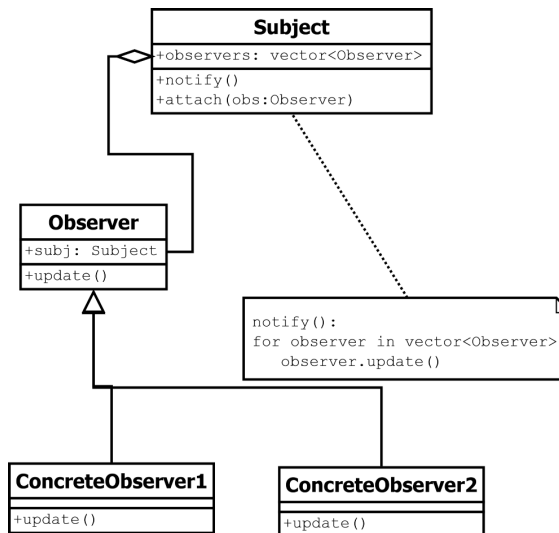 Subject
+observers: vector<Observer>
+notify()
+attach(obs:Observer)
Observer
+subj: Subject
+update()
notify():
for observer in vector<Observer>
observer.update()
ConcreteObserver1
+update()
ConcreteObserver2
+update()